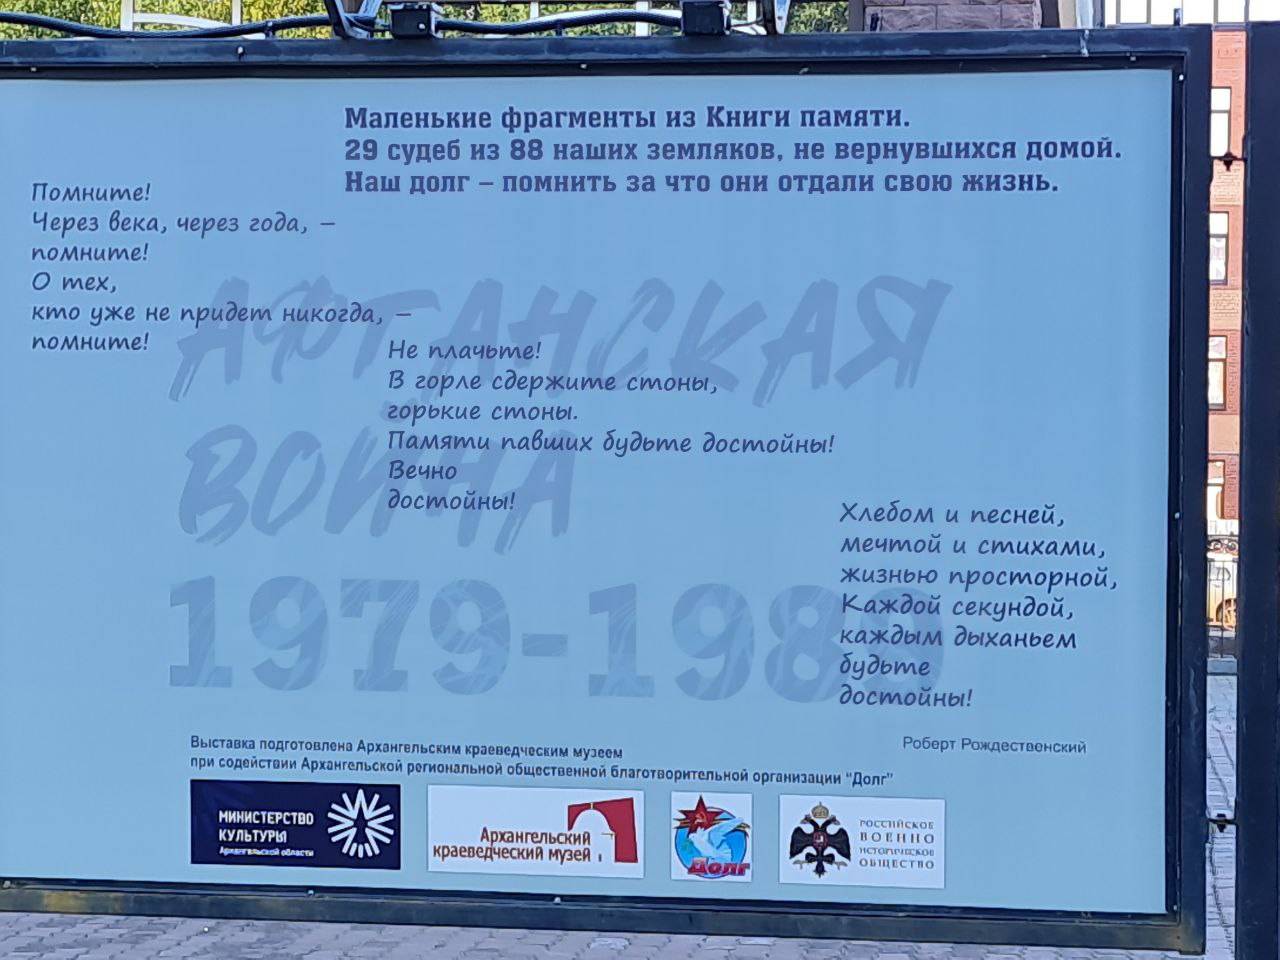 Маленькие фрагменты из Книги памяти.
29 судеб из 88 наших земляков, не вернувшихся домой.
Наш долг – помнить за что они отдали свою жизнь.
Помните!
Через века, через года, –
помните!
О тех,
кто уже не придет никогда, –
помните!
Не плачьте!
В горле сдержите стоны,
горькие стоны.
Памяти павших будьте достойны!
Вечно
достойны!
Хлебом и песней,
мечтой и стихами,
жизнью просторной,
Каждой секундой,
каждым дыханьем
будьте
достойны!
Роберт Рождественский
АФГАНСКАЯ
ВОЙНА
1979-1989
Выставка подготовлена Архангельским краеведческим музеем
при содействии Архангельской региональной общественной благотворительной организации "Долг"
МИНИСТЕРСТВО
КУЛЬТУРЫ
Архангельской области
Архангельский
краеведческий музей
Долг
РОССИЙСКОЕ
ВОЕННО
ИСТОРИЧЕСКОЕ
ОБЩЕСТВО